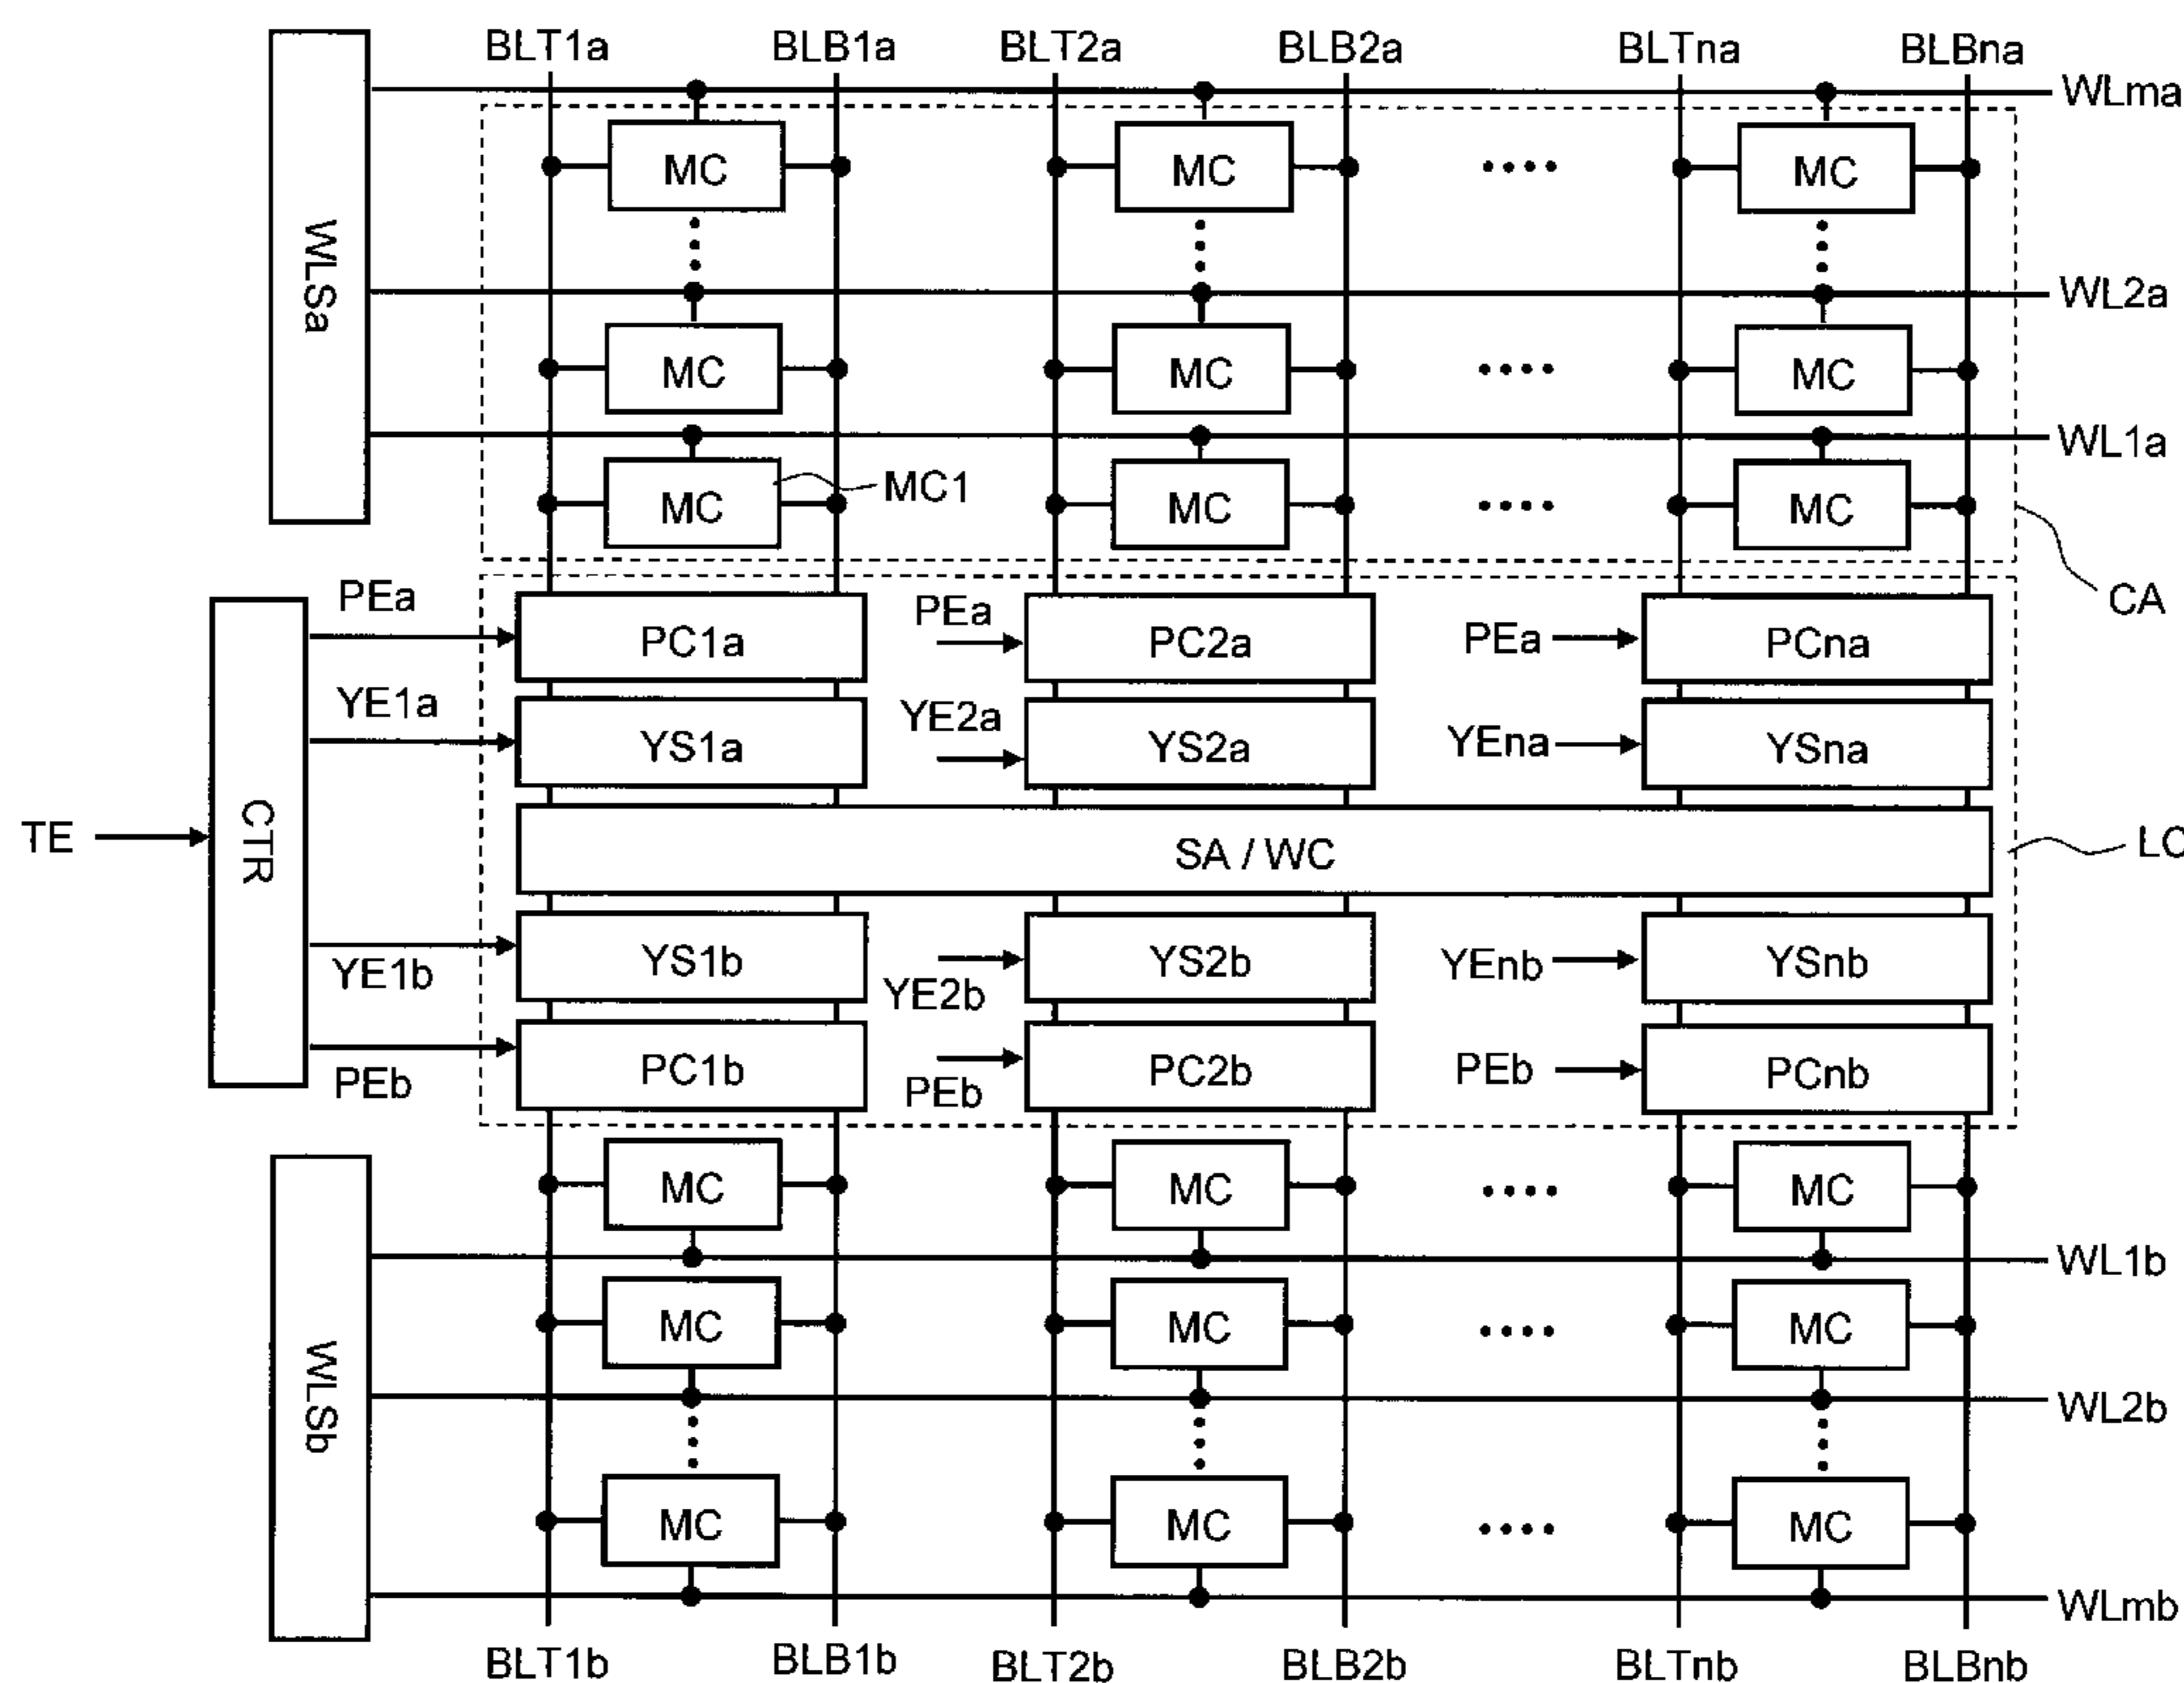 BLT1a BLB1a BLT2a BLB2a BLTna BLBna
WLma
MC MC MC
WLSa
WL2a
MC MC MC
WL1a
MC MC1 MC MC
CA
PEa PC1a PEa PC2a PEa PCna
YE1a YS1a YE2a YS2a YEna YSna
TE CTR SA / WC LC
YE1b YS1b YE2b YS2b YEnb YSnb
PEb PC1b PEb PC2b PEb PCnb
MC MC MC
WL1b
MC MC MC
WLSb
WL2b
MC MC MC
WLmb
BLT1b BLB1b BLT2b BLB2b BLTnb BLBnb